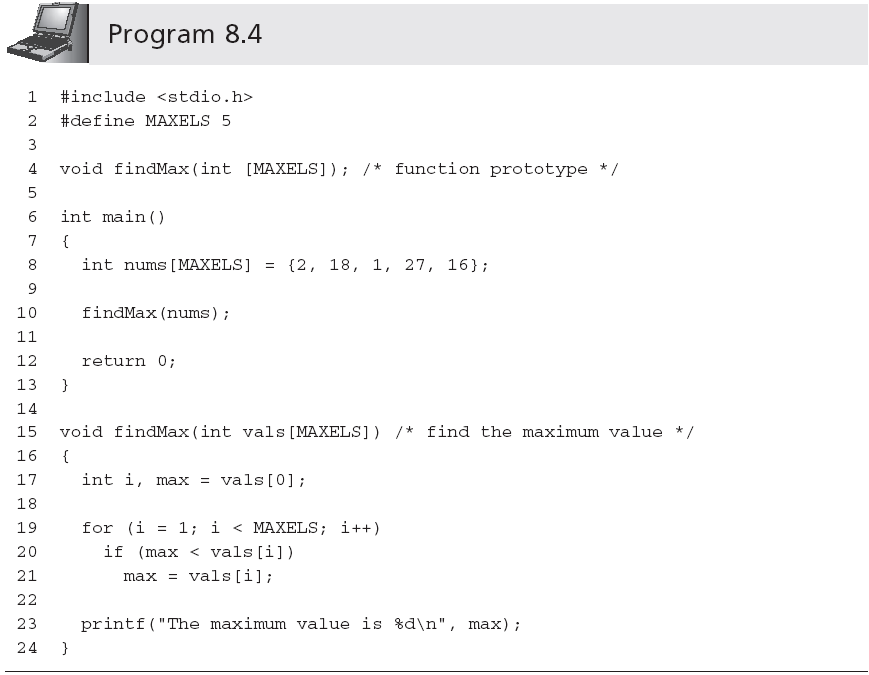 Program 8.4
1 #include <stdio.h>
2 #define MAXELS 5
3
4 void findMax(int [MAXELS]); /* function prototype */
5
6 int main()
7 {
8   int nums[MAXELS] = {2, 18, 1, 27, 16};
9
10   findMax(nums);
11
12   return 0;
13 }
14
15 void findMax(int vals[MAXELS]) /* find the maximum value */
16 {
17   int i, max = vals[0];
18
19   for (i = 1; i < MAXELS; i++)
20     if (max < vals[i])
21       max = vals[i];
22
23   printf("The maximum value is %d\n", max);
24 }